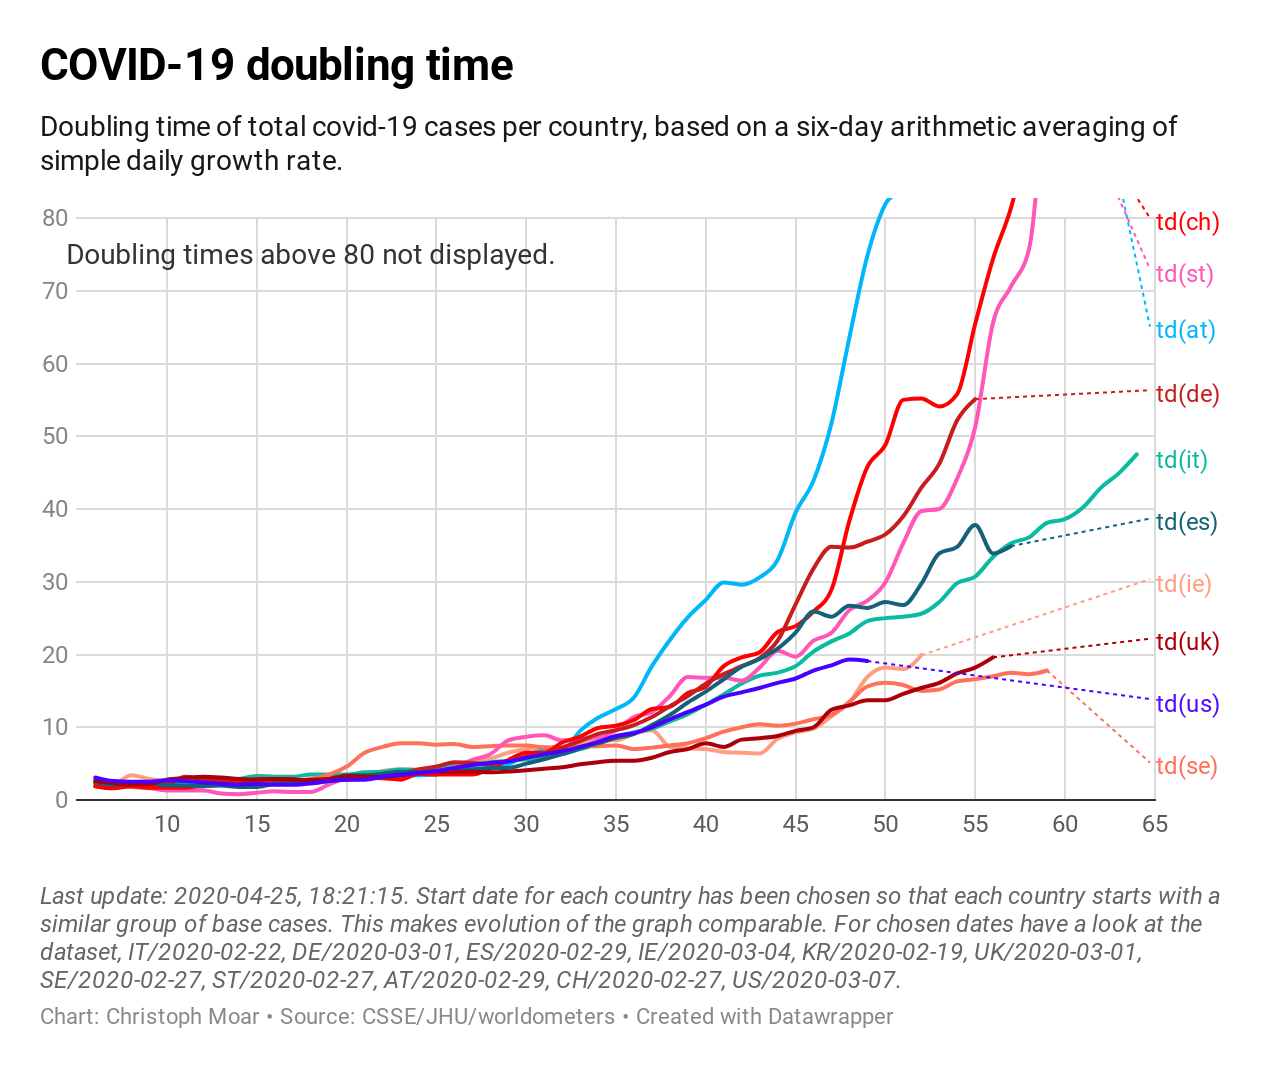 COVID-19 doubling time
Doubling time of total covid-19 cases per country, based on a six-day arithmetic averaging of
simple daily growth rate.
80
Doubling times above 80 not displayed.
70
60
50
40
30
20
10
0
td(ch)
td(st)
td(at)
td(de)
td(it)
td(es)
td(ie)
td(uk)
td(us)
td(se)
10 15 20 25 30 35 40 45 50 55 60 65
Last update: 2020-04-25, 18:21:15. Start date for each country has been chosen so that each country starts with a
similar group of base cases. This makes evolution of the graph comparable. For chosen dates have a look at the
dataset, IT/2020-02-22, DE/2020-03-01, ES/2020-02-29, IE/2020-03-04, KR/2020-02-19, UK/2020-03-01,
SE/2020-02-27, ST/2020-02-27, AT/2020-02-29, CH/2020-02-27, US/2020-03-07.
Chart: Christoph Moar • Source: CSSE/JHU/worldometers • Created with Datawrapper